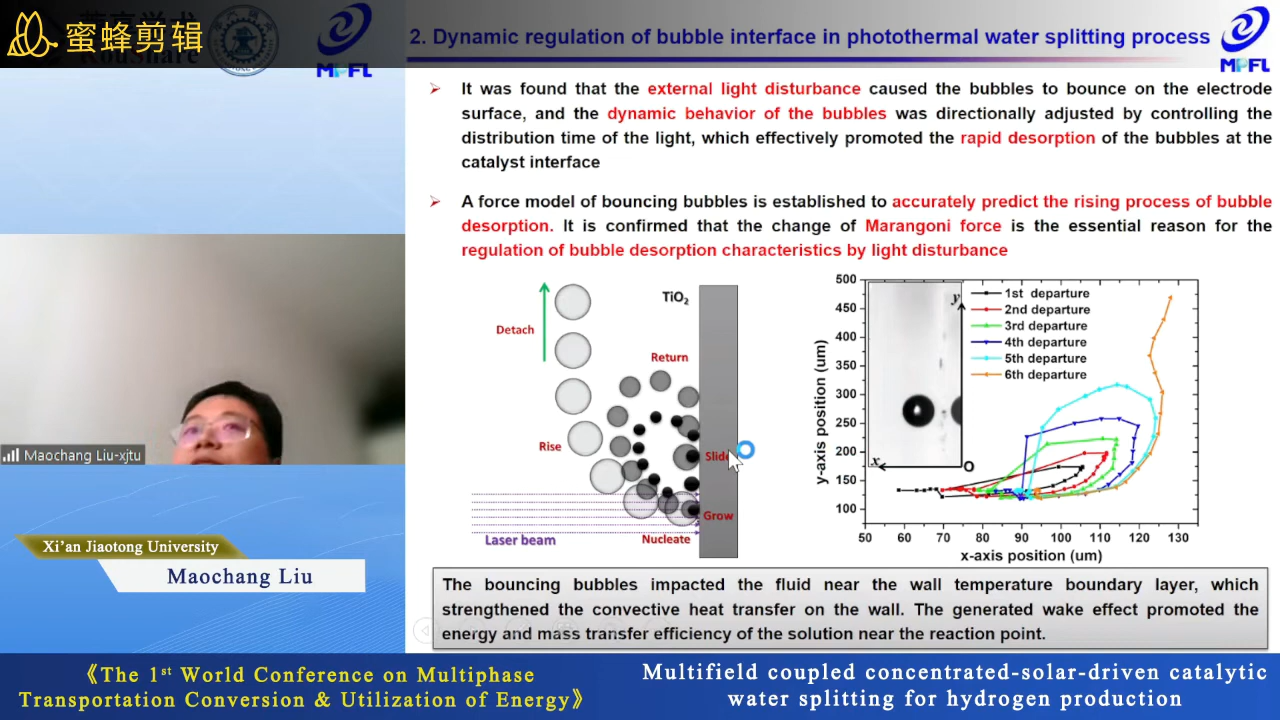 蜜蜂剪辑
KouShare
MPFL
2. Dynamic regulation of bubble interface in photothermal water splitting process
MPFL
It was found that the external light disturbance caused the bubbles to bounce on the electrode
surface, and the dynamic behavior of the bubbles was directionally adjusted by controlling the
distribution time of the light, which effectively promoted the rapid desorption of the bubbles at the
catalyst interface
A force model of bouncing bubbles is established to accurately predict the rising process of bubble
desorption. It is confirmed that the change of Marangoni force is the essential reason for the
regulation of bubble desorption characteristics by light disturbance
TiO₂
Detach
Return
Rise
Slide
Grow
Laser beam
Nucleate
y-axis position (um)
500
450
400
350
300
250
200
150
100
y
x
O
1st departure
2nd departure
3rd departure
4th departure
5th departure
6th departure
50 60 70 80 90 100 110 120 130
x-axis position (um)
The bouncing bubbles impacted the fluid near the wall temperature boundary layer, which
strengthened the convective heat transfer on the wall. The generated wake effect promoted the
energy and mass transfer efficiency of the solution near the reaction point.
Maochang Liu-xjtu
Xi’an Jiaotong University
Maochang Liu
《The 1st World Conference on Multiphase
Transportation Conversion & Utilization of Energy》
Multifield coupled concentrated-solar-driven catalytic
water splitting for hydrogen production